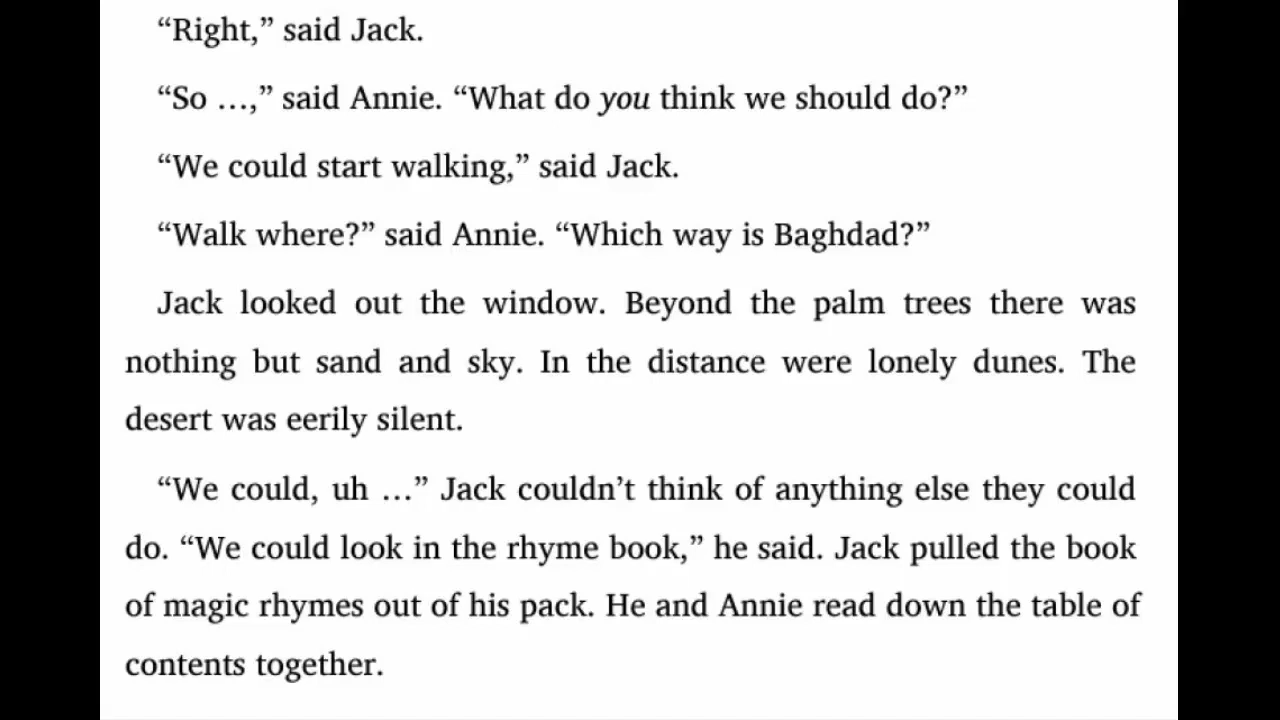 “Right,” said Jack.
“So …,” said Annie. “What do you think we should do?”
“We could start walking,” said Jack.
“Walk where?” said Annie. “Which way is Baghdad?”
Jack looked out the window. Beyond the palm trees there was
nothing but sand and sky. In the distance were lonely dunes. The
desert was eerily silent.
“We could, uh …” Jack couldn’t think of anything else they could
do. “We could look in the rhyme book,” he said. Jack pulled the book
of magic rhymes out of his pack. He and Annie read down the table of
contents together.